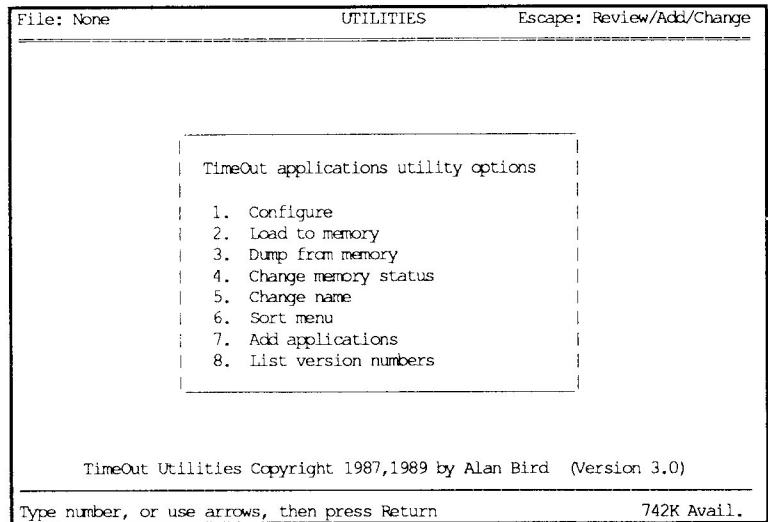 File: None UTILITIES Escape: Review/Add/Change
TimeOut applications utility options
1. Configure
2. Load to memory
3. Dump from memory
4. Change memory status
5. Change name
6. Sort menu
7. Add applications
8. List version numbers
TimeOut Utilities Copyright 1987,1989 by Alan Bird (Version 3.0)
Type number, or use arrows, then press Return 742K Avail.